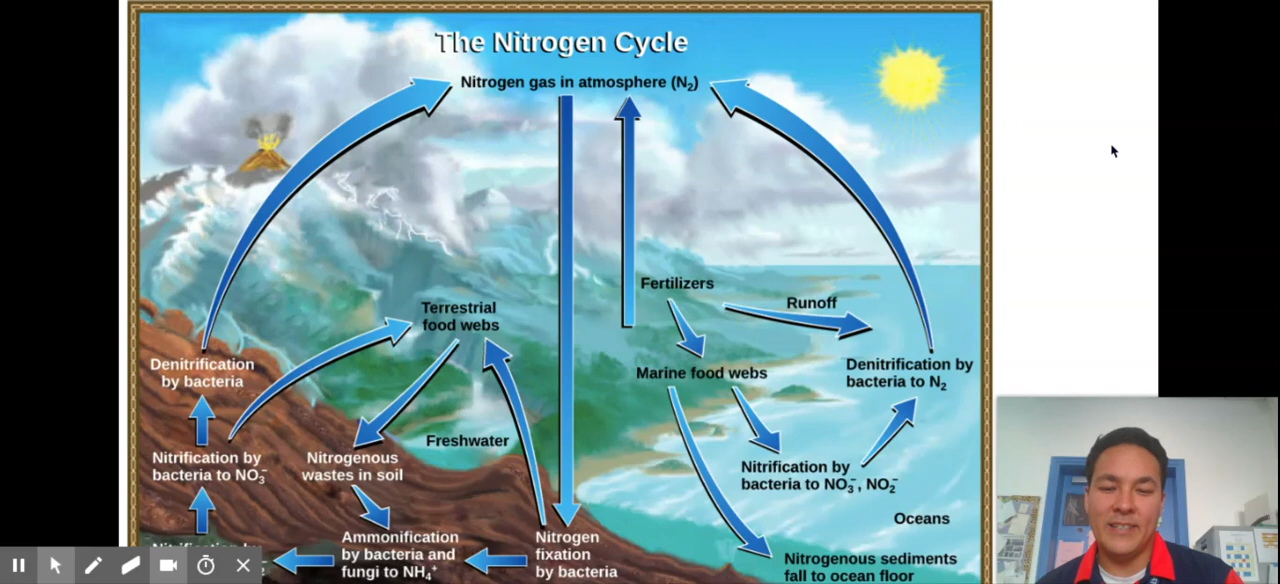 The Nitrogen Cycle
Nitrogen gas in atmosphere (N₂)
Fertilizers
Runoff
Terrestrial
food webs
Denitrification
by bacteria
Marine food webs
Denitrification by
bacteria to N₂
Freshwater
Nitrification by
bacteria to NO₃⁻
Nitrogenous
wastes in soil
Nitrification by
bacteria to NO₃⁻, NO₂⁻
Oceans
Ammonification
by bacteria and
fungi to NH₄⁺
Nitrogen
fixation
by bacteria
Nitrogenous sediments
fall to ocean floor